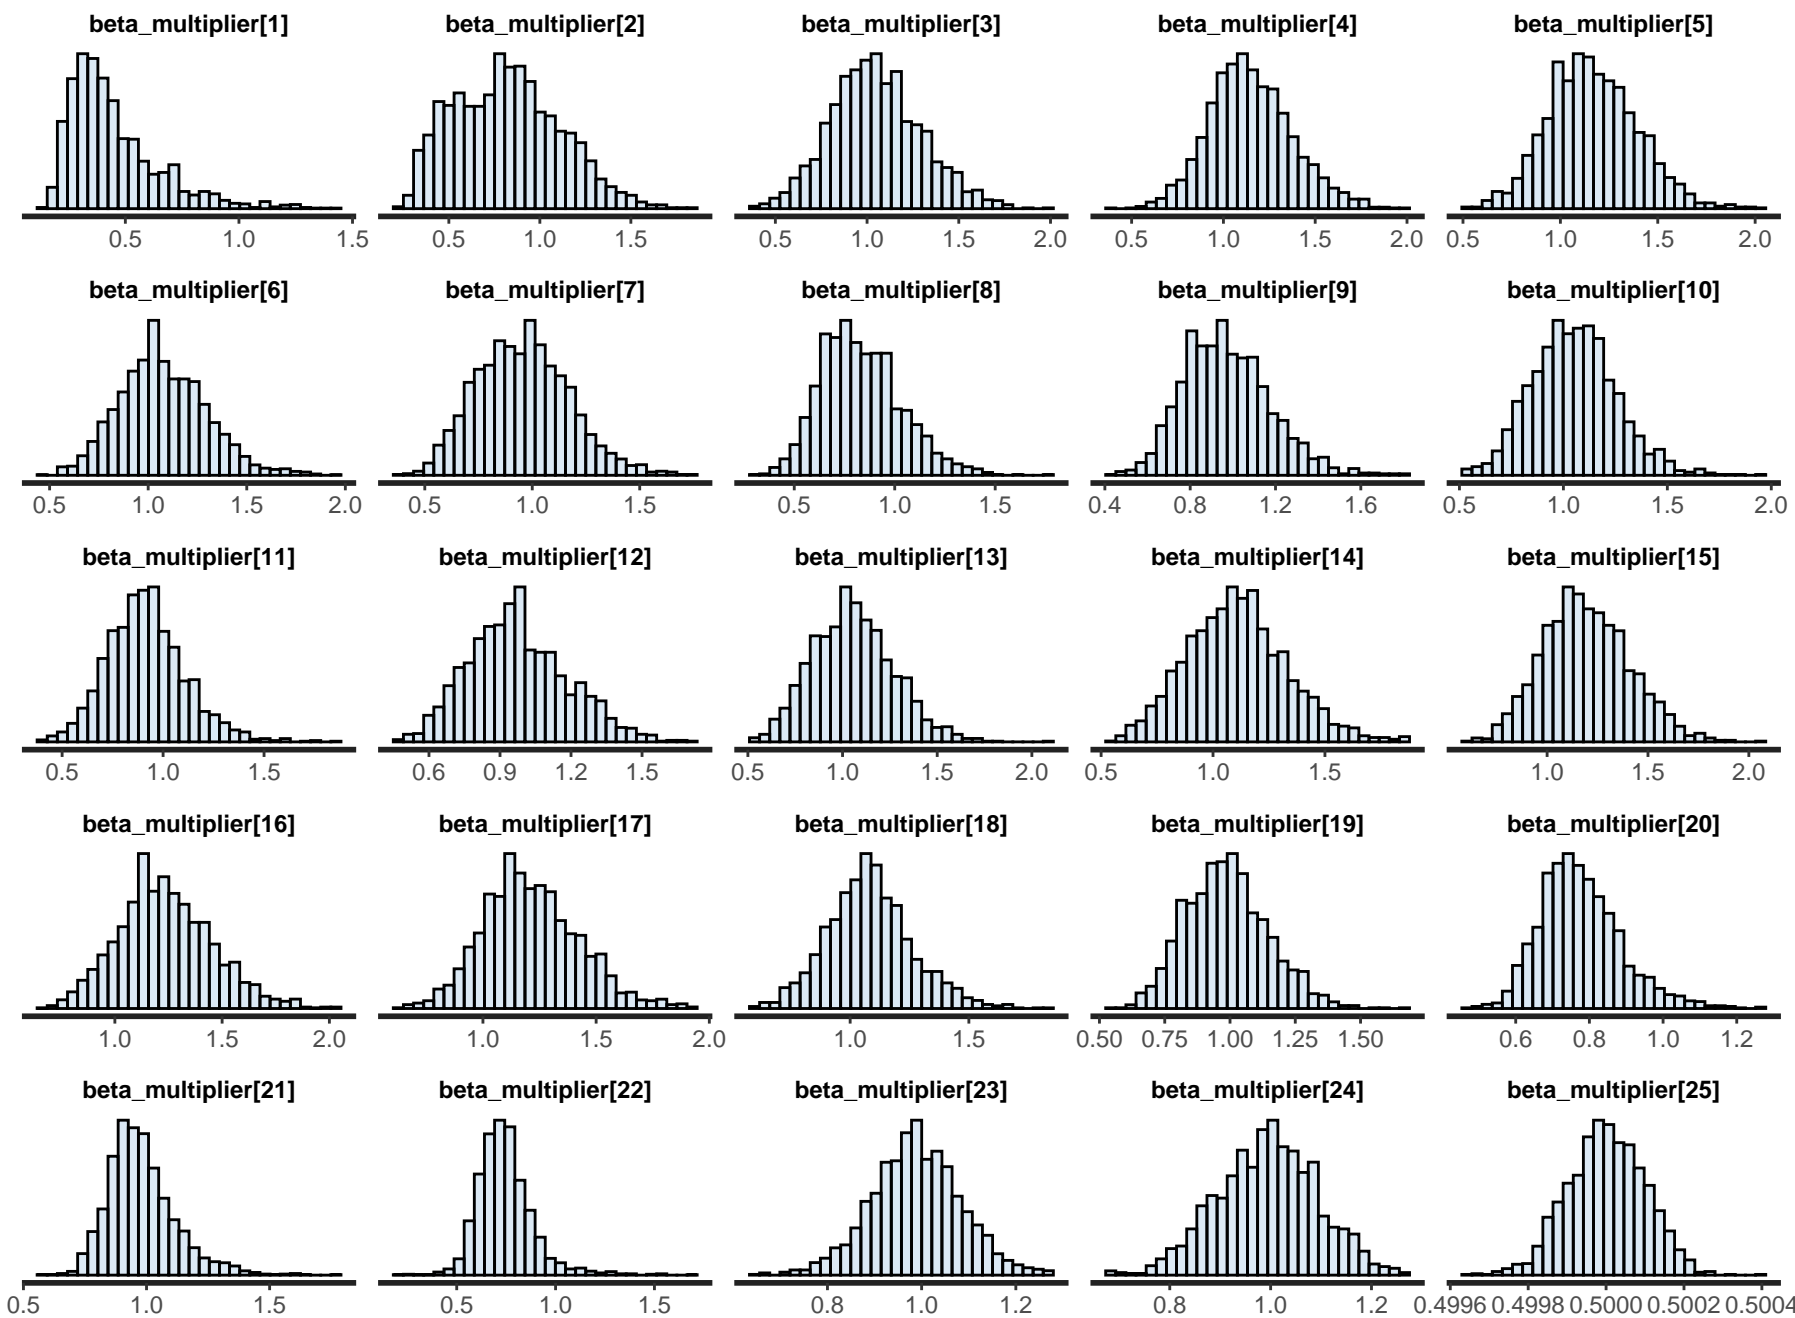 beta_multiplier[1] beta_multiplier[2] beta_multiplier[3] beta_multiplier[4] beta_multiplier[5]
0.5 1.0 1.5 0.5 1.0 1.5 0.5 1.0 1.5 2.0 0.5 1.0 1.5 2.0 0.5 1.0 1.5 2.0
beta_multiplier[6] beta_multiplier[7] beta_multiplier[8] beta_multiplier[9] beta_multiplier[10]
0.5 1.0 1.5 2.0 0.5 1.0 1.5 0.5 1.0 1.5 0.4 0.8 1.2 1.6 0.5 1.0 1.5 2.0
beta_multiplier[11] beta_multiplier[12] beta_multiplier[13] beta_multiplier[14] beta_multiplier[15]
0.5 1.0 1.5 0.6 0.9 1.2 1.5 0.5 1.0 1.5 2.0 0.5 1.0 1.5 1.0 1.5 2.0
beta_multiplier[16] beta_multiplier[17] beta_multiplier[18] beta_multiplier[19] beta_multiplier[20]
1.0 1.5 2.0 1.0 1.5 2.0 1.0 1.5 0.50 0.75 1.00 1.25 1.50 0.6 0.8 1.0 1.2
beta_multiplier[21] beta_multiplier[22] beta_multiplier[23] beta_multiplier[24] beta_multiplier[25]
0.5 1.0 1.5 0.5 1.0 1.5 0.8 1.0 1.2 0.8 1.0 1.2 0.4996 0.4998 0.5000 0.5002 0.5004